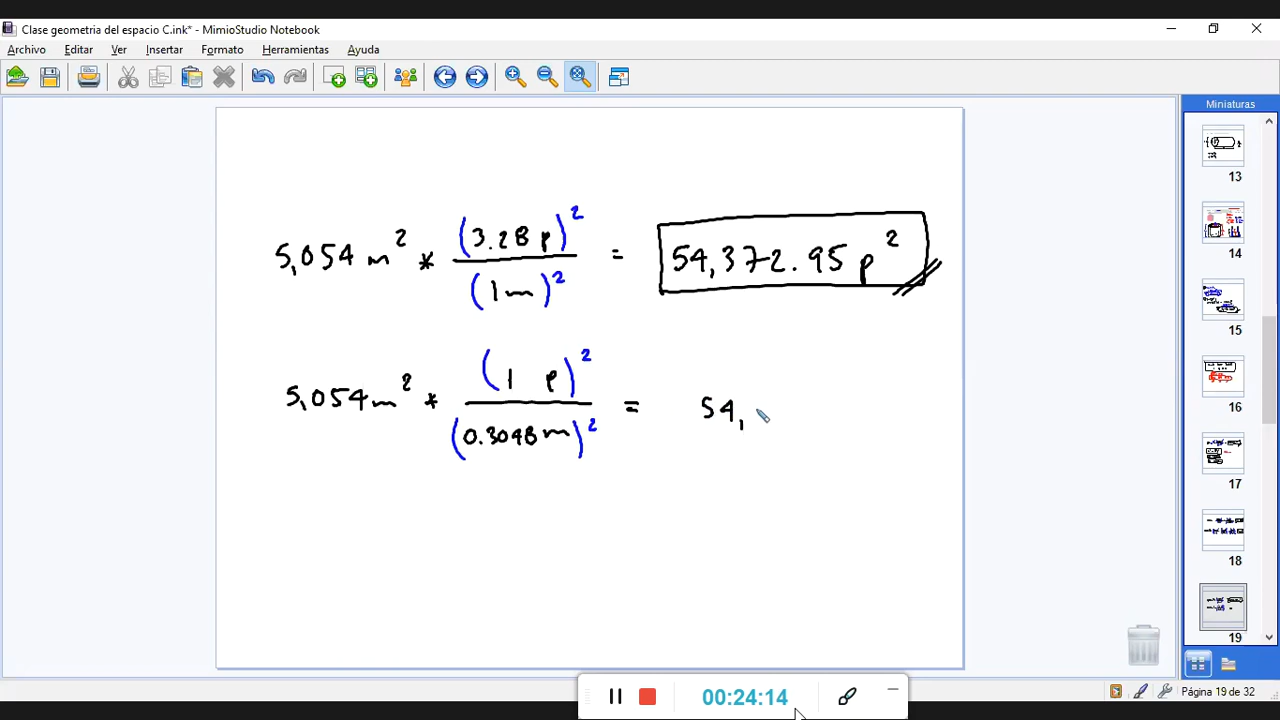 Clase geometria del espacio C.ink* - MimioStudio Notebook
Archivo Editar Ver Insertar Formato Herramientas Ayuda
Miniaturas
5,054 m² * (3.28 p)² / (1 m)² = 54,372.95 p²
5,054 m² * (1 p)² / (0.3048 m)² = 54,
13
14
15
16
17
18
19
00:24:14
Página 19 de 32